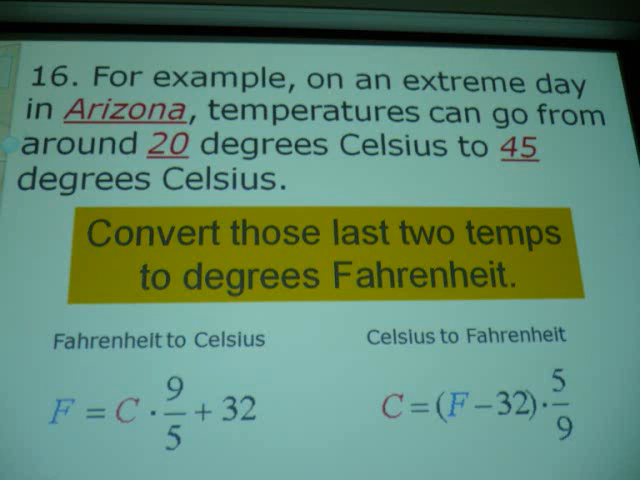 16. For example, on an extreme day
in Arizona, temperatures can go from
around 20 degrees Celsius to 45
degrees Celsius.
Convert those last two temps
to degrees Fahrenheit.
Fahrenheit to Celsius
F = C · 9/5 + 32
Celsius to Fahrenheit
C = (F − 32) · 5/9